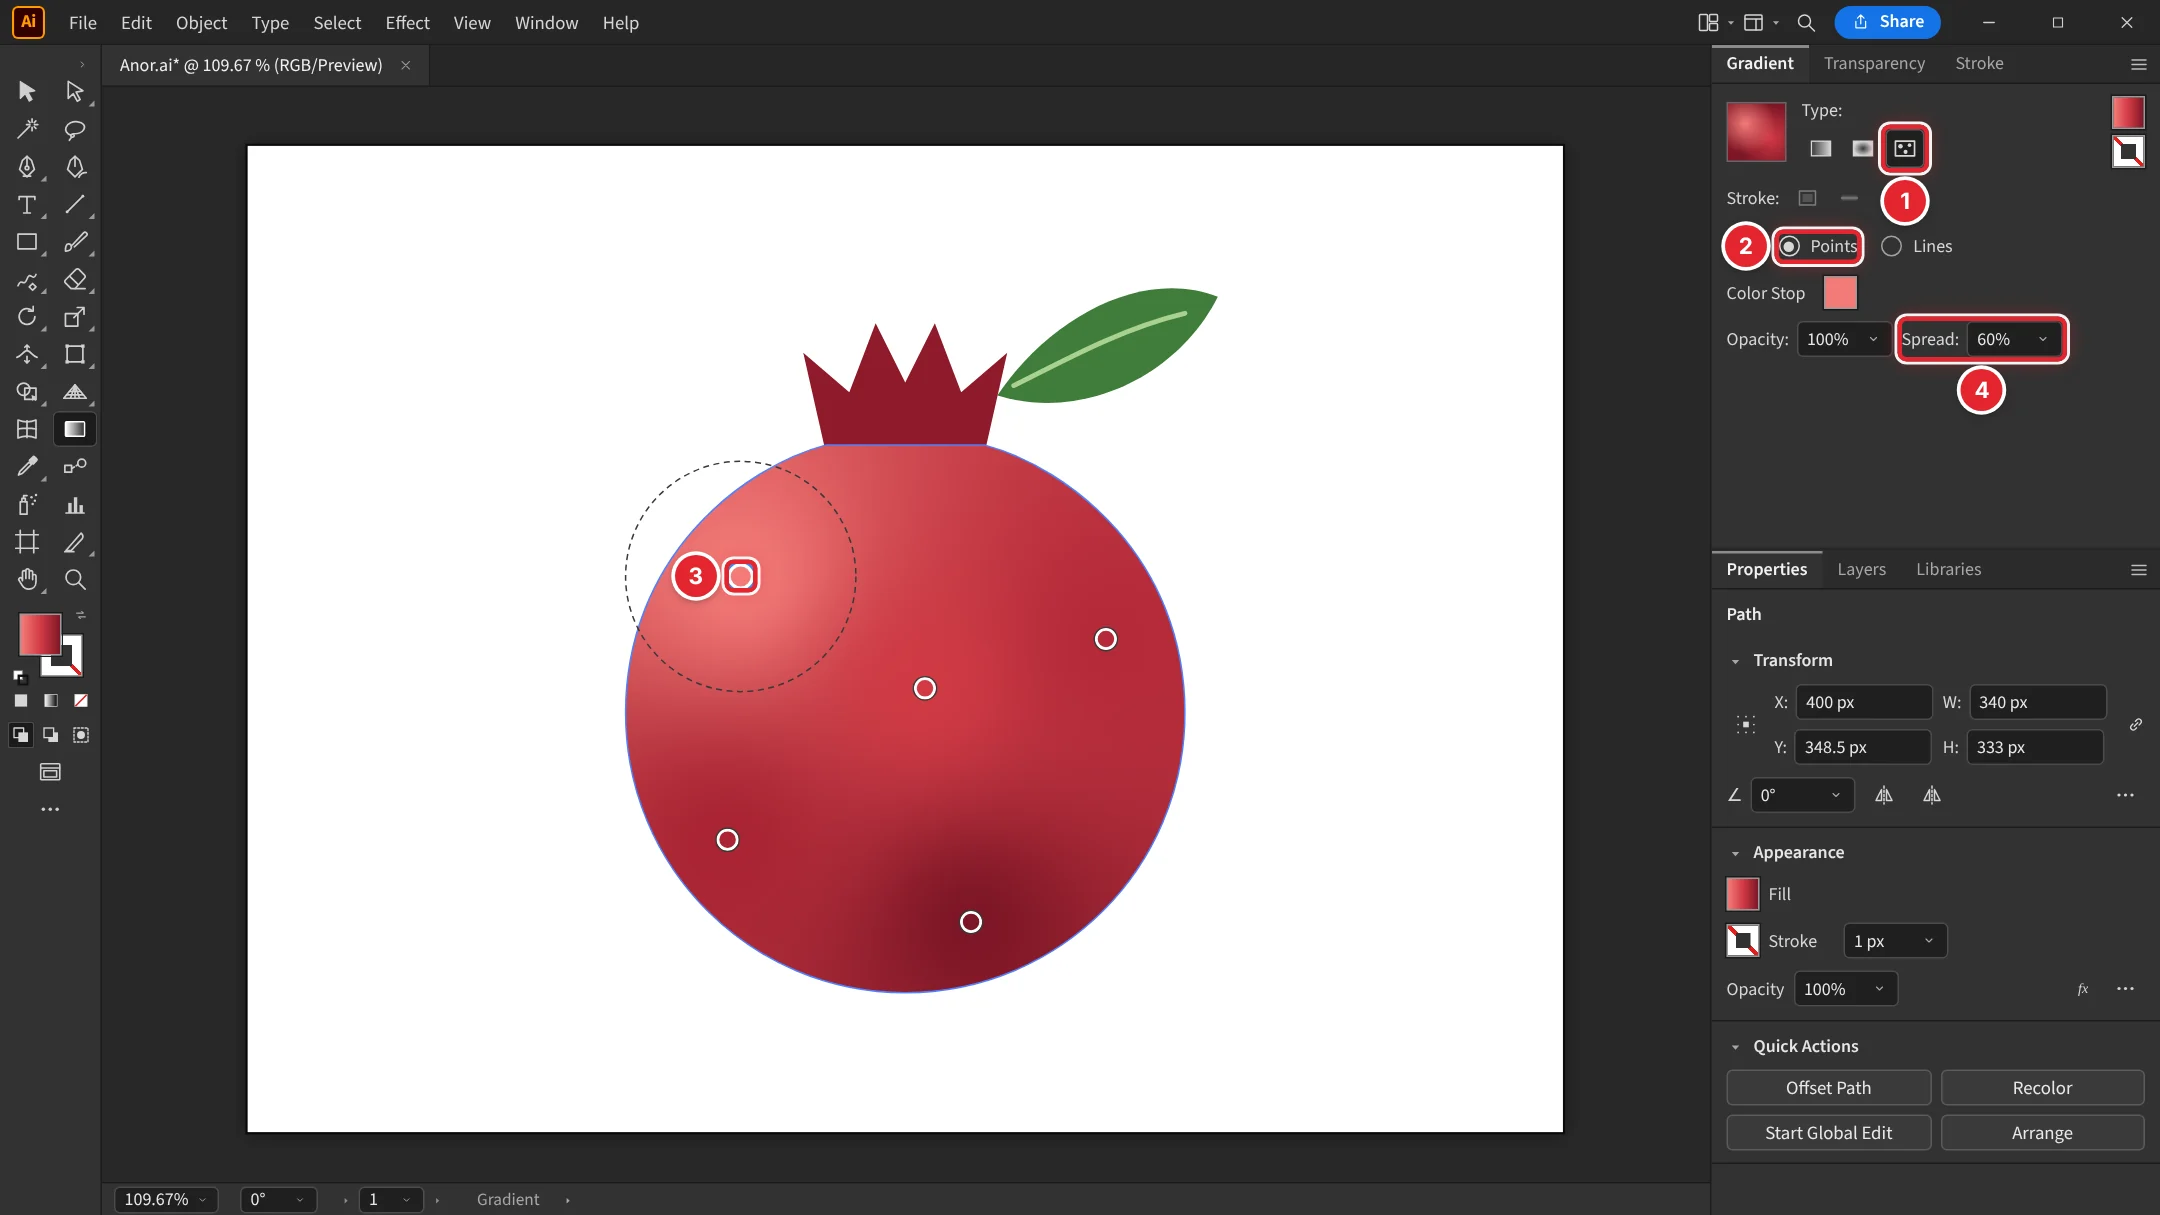 Ai File Edit Object Type Select Effect View Window Help Share
Anor.ai* @ 109.67 % (RGB/Preview)
Gradient Transparency Stroke
Type:
Stroke:
1
2 Points Lines
Color Stop
Opacity: 100% Spread: 60%
4
3
Properties Layers Libraries
Path
Transform
X: 400 px W: 340 px
Y: 348.5 px H: 333 px
0°
Appearance
Fill
Stroke 1 px
Opacity 100% fx
Quick Actions
Offset Path Recolor
Start Global Edit Arrange
109.67% 0° 1 Gradient